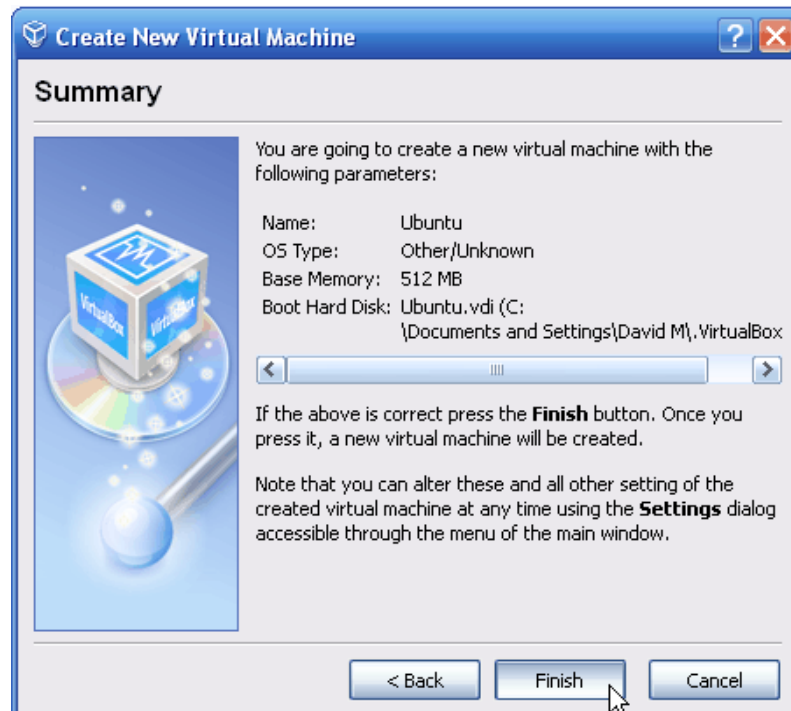 Create New Virtual Machine
Summary
You are going to create a new virtual machine with the
following parameters:
Name: Ubuntu
OS Type: Other/Unknown
Base Memory: 512 MB
Boot Hard Disk: Ubuntu.vdi (C:
\Documents and Settings\David M\.VirtualBox
VirtualBox
VirtualBox
If the above is correct press the Finish button. Once you
press it, a new virtual machine will be created.
Note that you can alter these and all other setting of the
created virtual machine at any time using the Settings dialog
accessible through the menu of the main window.
< Back Finish Cancel